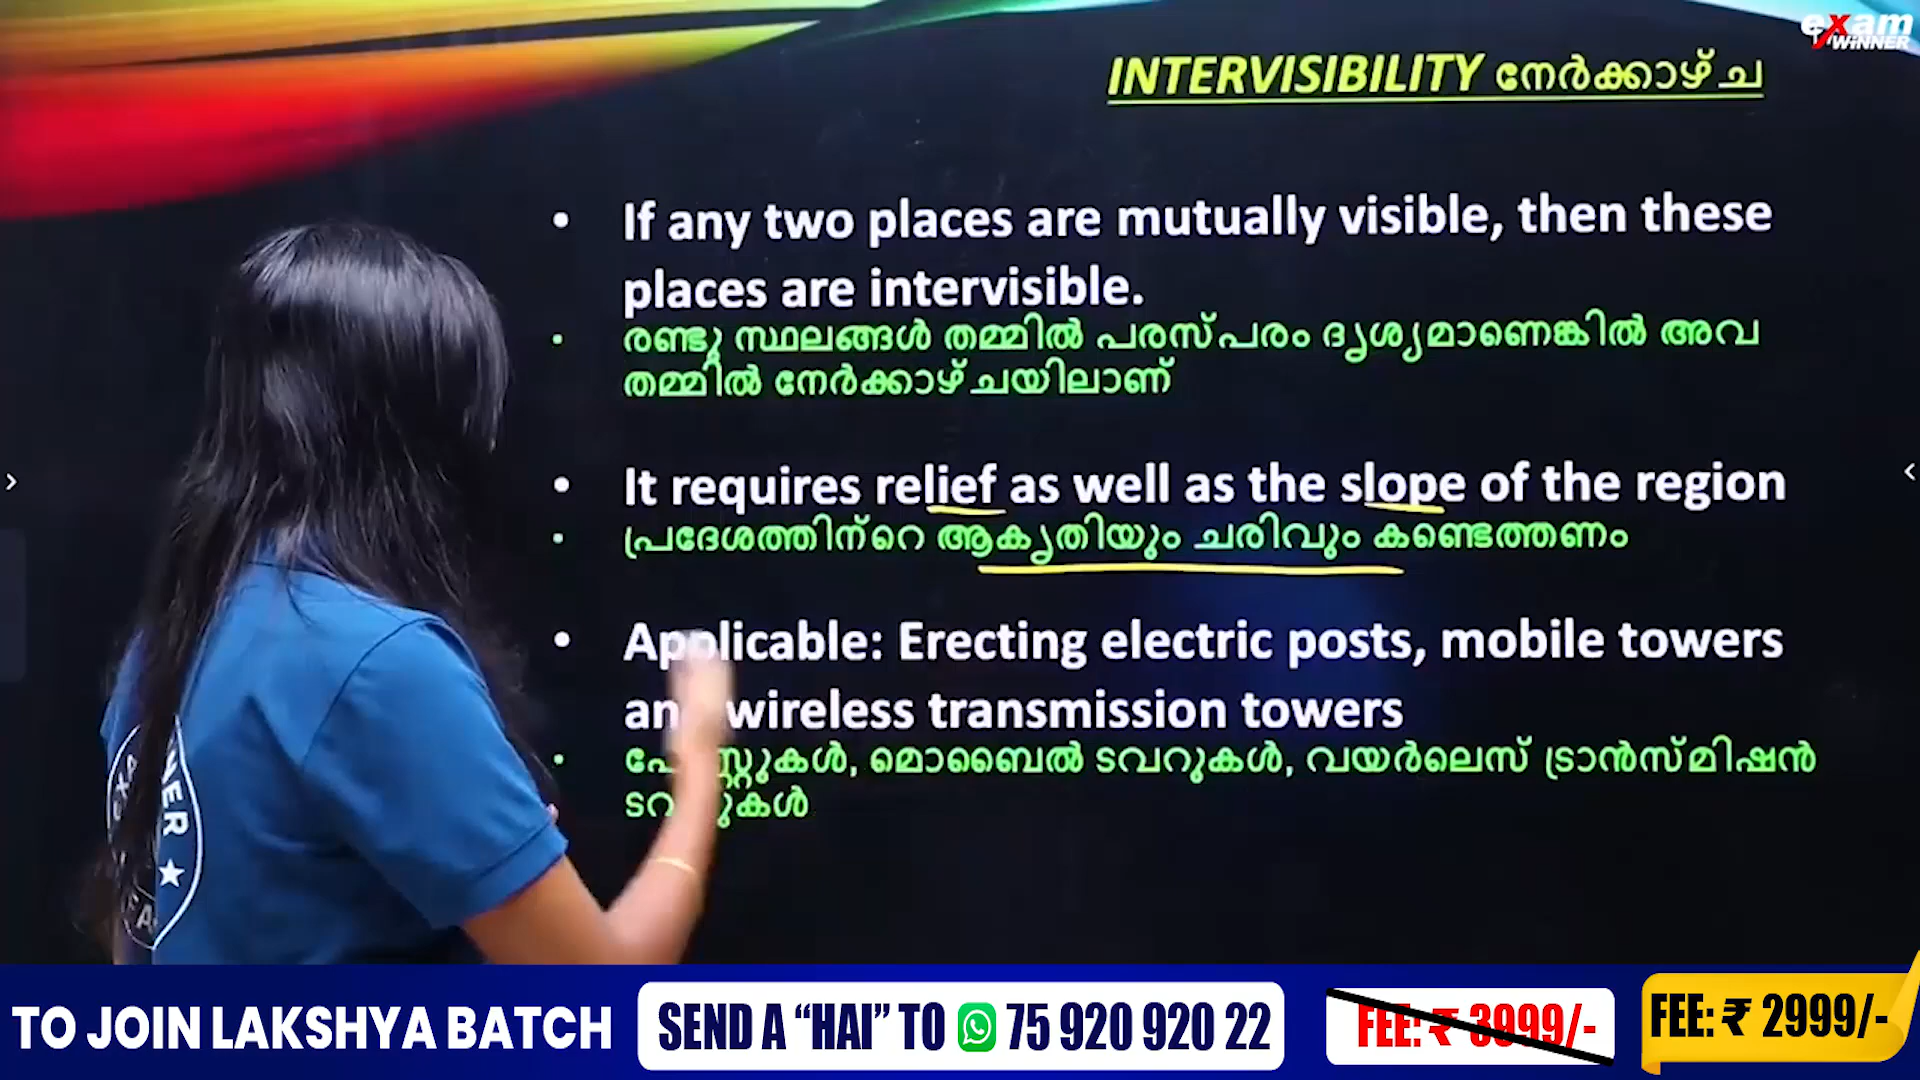 exam
WINNER
INTERVISIBILITY നേർക്കാഴ്ച
• If any two places are mutually visible, then these
places are intervisible.
• രണ്ടു സ്ഥലങ്ങൾ തമ്മിൽ പരസ്പരം ദൃശ്യമാണെങ്കിൽ അവ
തമ്മിൽ നേർക്കാഴ്ചയിലാണ്
• It requires relief as well as the slope of the region
• പ്രദേശത്തിന്റെ ആകൃതിയും ചരിവും കണ്ടെത്തണം
• Applicable: Erecting electric posts, mobile towers
wireless transmission towers
• മൊബൈൽ ടവറുകൾ, വയർലെസ് ട്രാൻസ്മിഷൻ
TO JOIN LAKSHYA BATCH
SEND A “HAI” TO 75 920 920 22
FEE: ₹ 3999/-
FEE: ₹ 2999/-